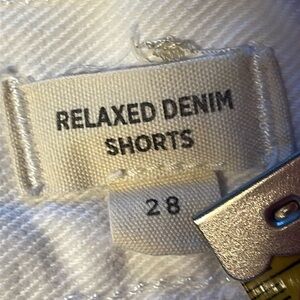 RELAXED DENIM
SHORTS
28